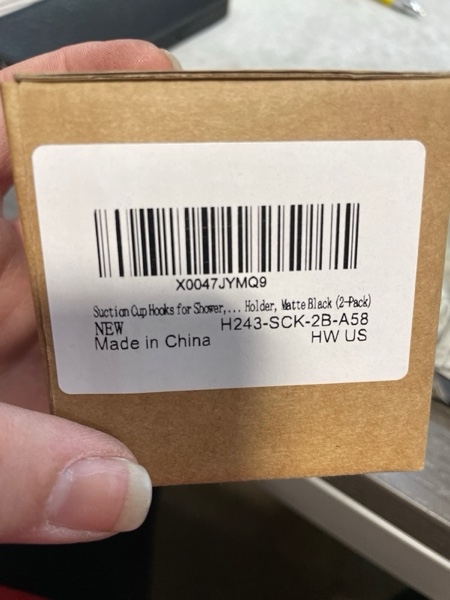 X0047JYMQ9
Suction Cup Hooks for Shower,... Holder, Matte Black (2-Pack)
NEW H243-SCK-2B-A58
Made in China HW US